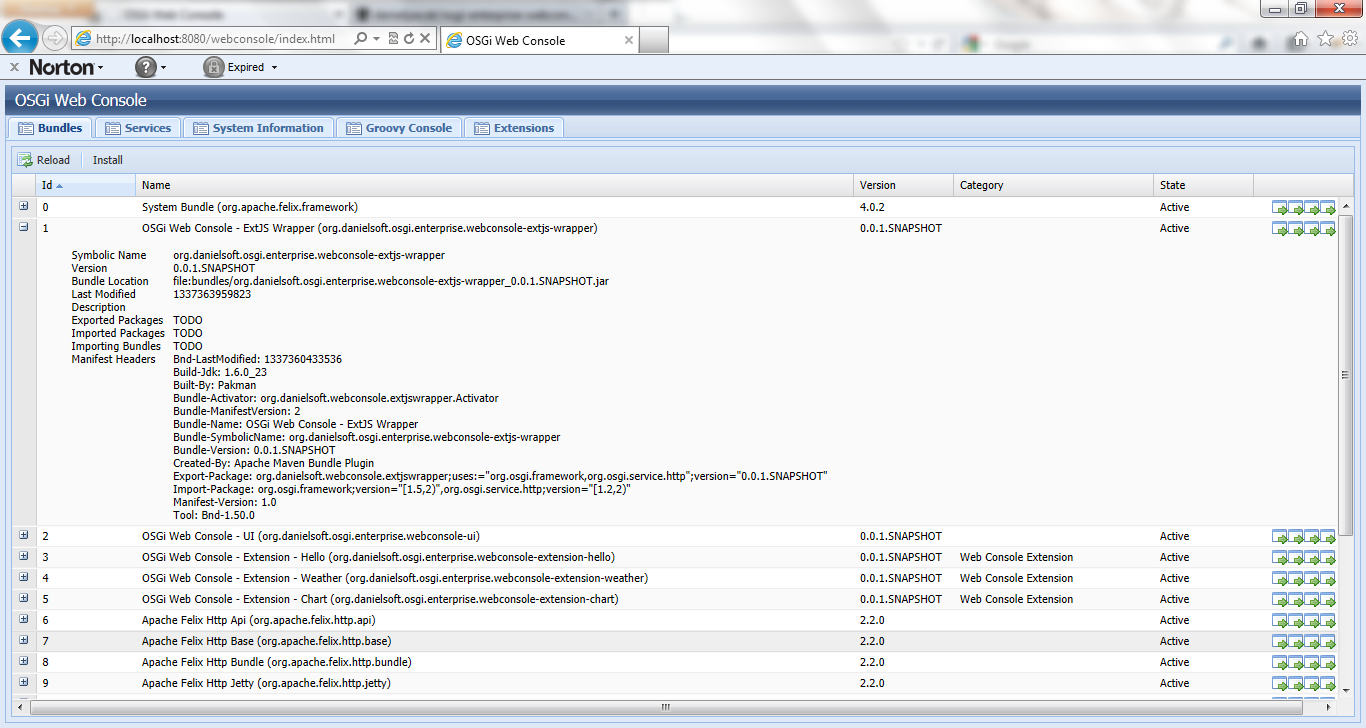 OSGi Web Console
http://localhost:8080/webconsole/index.html
OSGi Web Console
Norton
?
Expired
OSGi Web Console
Bundles
Services
System Information
Groovy Console
Extensions
Reload
Install
Id Name Version Category State
0 System Bundle (org.apache.felix.framework) 4.0.2 Active
1 OSGi Web Console - ExtJS Wrapper (org.danielsoft.osgi.enterprise.webconsole-extjs-wrapper) 0.0.1.SNAPSHOT Active
Symbolic Name org.danielsoft.osgi.enterprise.webconsole-extjs-wrapper
Version 0.0.1.SNAPSHOT
Bundle Location file:bundles/org.danielsoft.osgi.enterprise.webconsole-extjs-wrapper_0.0.1.SNAPSHOT.jar
Last Modified 1337363959823
Description
Exported Packages TODO
Imported Packages TODO
Importing Bundles TODO
Manifest Headers Bnd-LastModified: 1337360433536
Build-Jdk: 1.6.0_23
Built-By: Pakman
Bundle-Activator: org.danielsoft.webconsole.extjswrapper.Activator
Bundle-ManifestVersion: 2
Bundle-Name: OSGi Web Console - ExtJS Wrapper
Bundle-SymbolicName: org.danielsoft.osgi.enterprise.webconsole-extjs-wrapper
Bundle-Version: 0.0.1.SNAPSHOT
Created-By: Apache Maven Bundle Plugin
Export-Package: org.danielsoft.webconsole.extjswrapper;uses:="org.osgi.framework,org.osgi.service.http";version="0.0.1.SNAPSHOT"
Import-Package: org.osgi.framework;version="[1.5,2)",org.osgi.service.http;version="[1.2,2)"
Manifest-Version: 1.0
Tool: Bnd-1.50.0
2 OSGi Web Console - UI (org.danielsoft.osgi.enterprise.webconsole-ui) 0.0.1.SNAPSHOT Active
3 OSGi Web Console - Extension - Hello (org.danielsoft.osgi.enterprise.webconsole-extension-hello) 0.0.1.SNAPSHOT Web Console Extension Active
4 OSGi Web Console - Extension - Weather (org.danielsoft.osgi.enterprise.webconsole-extension-weather) 0.0.1.SNAPSHOT Web Console Extension Active
5 OSGi Web Console - Extension - Chart (org.danielsoft.osgi.enterprise.webconsole-extension-chart) 0.0.1.SNAPSHOT Web Console Extension Active
6 Apache Felix Http Api (org.apache.felix.http.api) 2.2.0 Active
7 Apache Felix Http Base (org.apache.felix.http.base) 2.2.0 Active
8 Apache Felix Http Bundle (org.apache.felix.http.bundle) 2.2.0 Active
9 Apache Felix Http Jetty (org.apache.felix.http.jetty) 2.2.0 Active